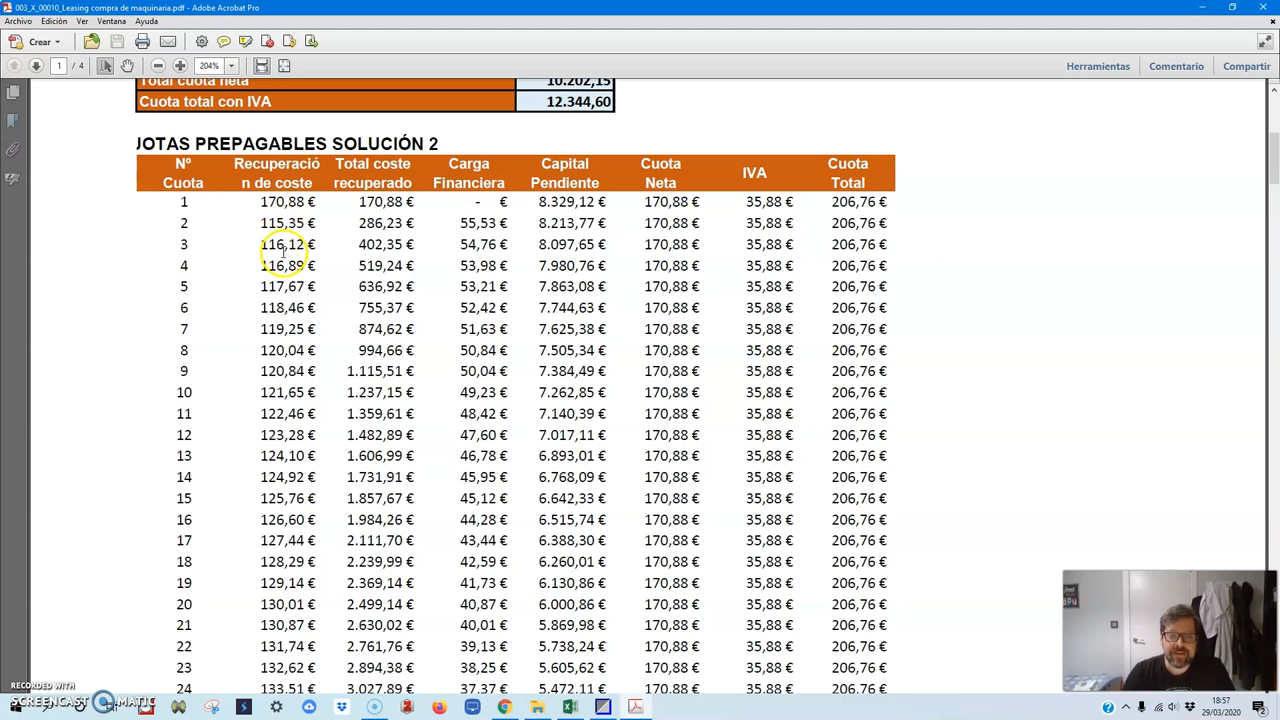 003_X_00010_Leasing compra de maquinaria.pdf - Adobe Acrobat Pro
Archivo Edición Ver Ventana Ayuda
Crear
1 / 4 204% Herramientas Comentario Compartir
Total cuota neta 10.202,15
Cuota total con IVA 12.344,60
JOTAS PREPAGABLES SOLUCIÓN 2
Nº Recuperació Total coste Carga Capital Cuota IVA Cuota
Cuota n de coste recuperado Financiera Pendiente Neta Total
1 170,88 € 170,88 € - € 8.329,12 € 170,88 € 35,88 € 206,76 €
2 115,35 € 286,23 € 55,53 € 8.213,77 € 170,88 € 35,88 € 206,76 €
3 116,12 € 402,35 € 54,76 € 8.097,65 € 170,88 € 35,88 € 206,76 €
4 116,89 € 519,24 € 53,98 € 7.980,76 € 170,88 € 35,88 € 206,76 €
5 117,67 € 636,92 € 53,21 € 7.863,08 € 170,88 € 35,88 € 206,76 €
6 118,46 € 755,37 € 52,42 € 7.744,63 € 170,88 € 35,88 € 206,76 €
7 119,25 € 874,62 € 51,63 € 7.625,38 € 170,88 € 35,88 € 206,76 €
8 120,04 € 994,66 € 50,84 € 7.505,34 € 170,88 € 35,88 € 206,76 €
9 120,84 € 1.115,51 € 50,04 € 7.384,49 € 170,88 € 35,88 € 206,76 €
10 121,65 € 1.237,15 € 49,23 € 7.262,85 € 170,88 € 35,88 € 206,76 €
11 122,46 € 1.359,61 € 48,42 € 7.140,39 € 170,88 € 35,88 € 206,76 €
12 123,28 € 1.482,89 € 47,60 € 7.017,11 € 170,88 € 35,88 € 206,76 €
13 124,10 € 1.606,99 € 46,78 € 6.893,01 € 170,88 € 35,88 € 206,76 €
14 124,92 € 1.731,91 € 45,95 € 6.768,09 € 170,88 € 35,88 € 206,76 €
15 125,76 € 1.857,67 € 45,12 € 6.642,33 € 170,88 € 35,88 € 206,76 €
16 126,60 € 1.984,26 € 44,28 € 6.515,74 € 170,88 € 35,88 € 206,76 €
17 127,44 € 2.111,70 € 43,44 € 6.388,30 € 170,88 € 35,88 € 206,76 €
18 128,29 € 2.239,99 € 42,59 € 6.260,01 € 170,88 € 35,88 € 206,76 €
19 129,14 € 2.369,14 € 41,73 € 6.130,86 € 170,88 € 35,88 € 206,76 €
20 130,01 € 2.499,14 € 40,87 € 6.000,86 € 170,88 € 35,88 € 206,76 €
21 130,87 € 2.630,02 € 40,01 € 5.869,98 € 170,88 € 35,88 € 206,76 €
22 131,74 € 2.761,76 € 39,13 € 5.738,24 € 170,88 € 35,88 € 206,76 €
23 132,62 € 2.894,38 € 38,25 € 5.605,62 € 170,88 € 35,88 € 206,76 €
24 133,51 € 3.027,89 € 37,37 € 5.472,11 € 170,88 € 35,88 € 206,76 €
RECORDED WITH
SCREENCAST MATIC
18:57
29/03/2020
2